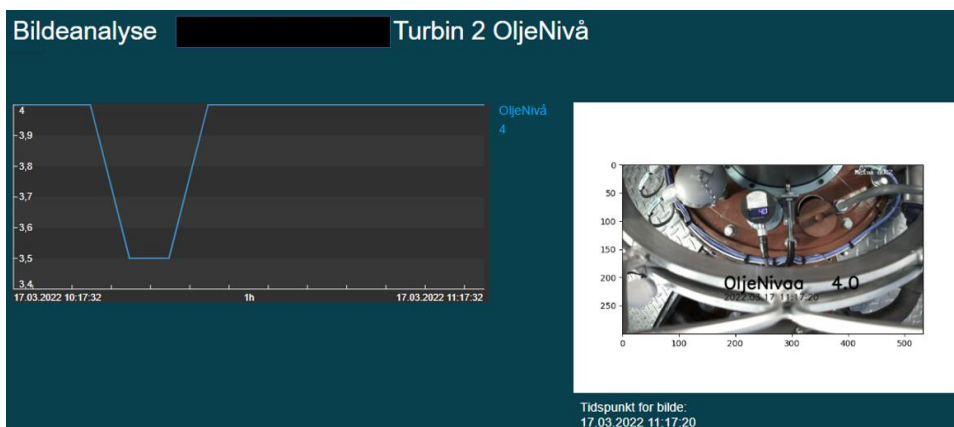 Bildeanalyse Turbin 2 OljeNivå
4
3,9
3,8
3,7
3,6
3,5
3,4
17.03.2022 10:17:32 1h 17.03.2022 11:17:32
OljeNivå
4
0
50
100
150
200
250
4.0
OljeNivaa 4.0
2022.03.17 11:17:20
0 100 200 300 400 500
Tidspunkt for bilde:
17.03.2022 11:17:20